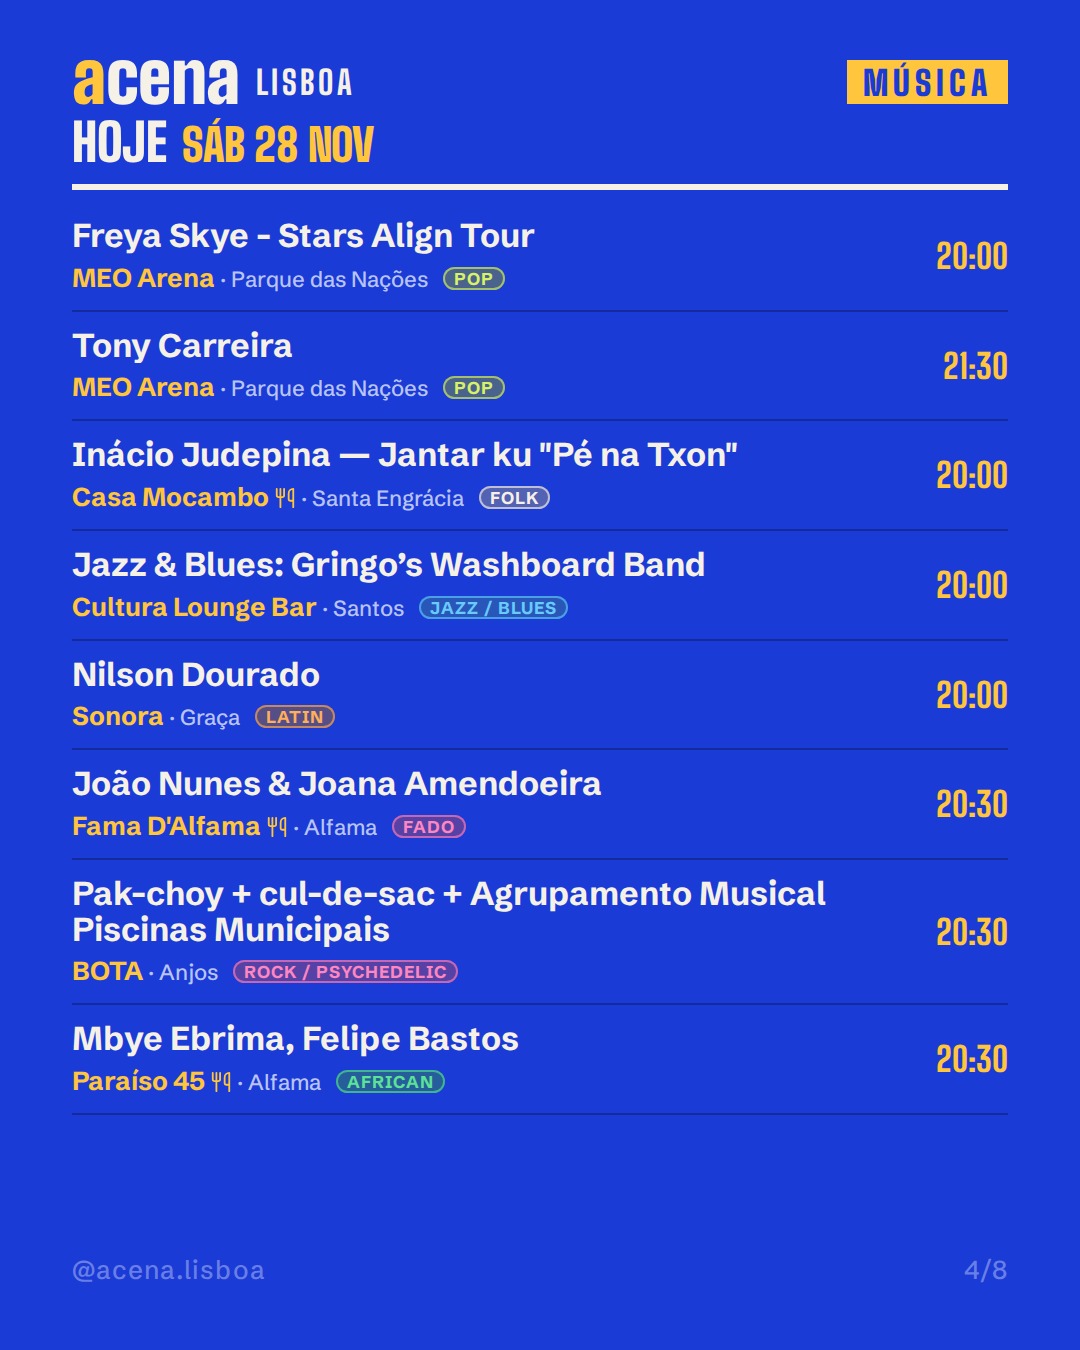 acena LISBOA
MÚSICA
HOJE SÁB 28 NOV
Freya Skye - Stars Align Tour
MEO Arena · Parque das Nações POP
20:00
Tony Carreira
MEO Arena · Parque das Nações POP
21:30
Inácio Judepina — Jantar ku "Pé na Txon"
Casa Mocambo · Santa Engrácia FOLK
20:00
Jazz & Blues: Gringo’s Washboard Band
Cultura Lounge Bar · Santos JAZZ / BLUES
20:00
Nilson Dourado
Sonora · Graça LATIN
20:00
João Nunes & Joana Amendoeira
Fama D'Alfama · Alfama FADO
20:30
Pak-choy + cul-de-sac + Agrupamento Musical
Piscinas Municipais
BOTA · Anjos ROCK / PSYCHEDELIC
20:30
Mbye Ebrima, Felipe Bastos
Paraíso 45 · Alfama AFRICAN
20:30
@acena.lisboa
4/8